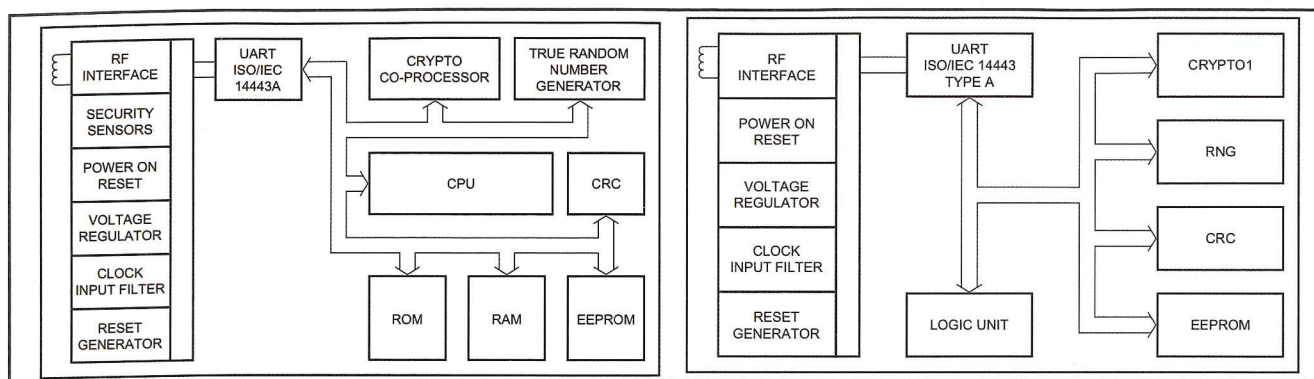 RF
INTERFACE
SECURITY
SENSORS
POWER ON
RESET
VOLTAGE
REGULATOR
CLOCK
INPUT FILTER
RESET
GENERATOR
UART
ISO/IEC
14443A
CRYPTO
CO-PROCESSOR
TRUE RANDOM
NUMBER
GENERATOR
CPU
CRC
ROM
RAM
EEPROM
RF
INTERFACE
POWER ON
RESET
VOLTAGE
REGULATOR
CLOCK
INPUT FILTER
RESET
GENERATOR
UART
ISO/IEC 14443
TYPE A
LOGIC UNIT
CRYPTO1
RNG
CRC
EEPROM